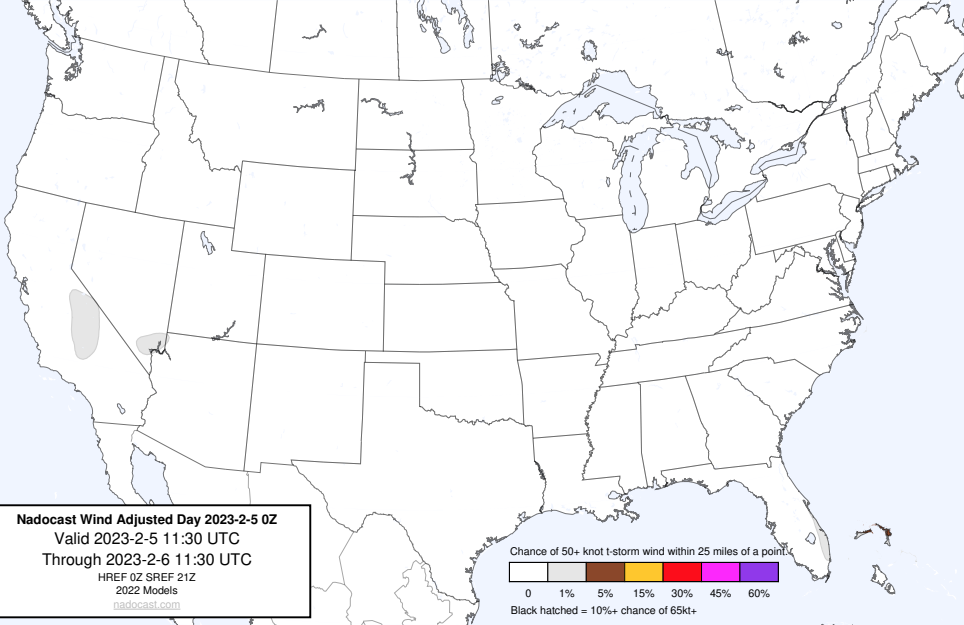 Nadocast Wind Adjusted Day 2023-2-5 0Z
Valid 2023-2-5 11:30 UTC
Through 2023-2-6 11:30 UTC
HREF 0Z SREF 21Z
2022 Models
nadocast.com
Chance of 50+ knot t-storm wind within 25 miles of a point.
0 1% 5% 15% 30% 45% 60%
Black hatched = 10%+ chance of 65kt+